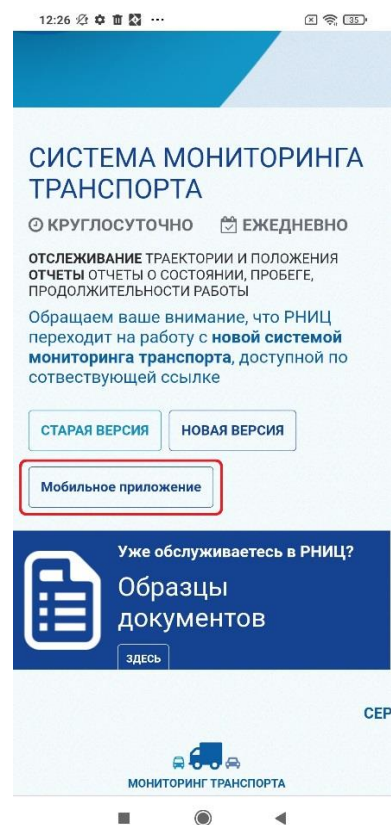 12:26
35
СИСТЕМА МОНИТОРИНГА
ТРАНСПОРТА
КРУГЛОСУТОЧНО ЕЖЕДНЕВНО
ОТСЛЕЖИВАНИЕ ТРАЕКТОРИИ И ПОЛОЖЕНИЯ
ОТЧЕТЫ ОТЧЕТЫ О СОСТОЯНИИ, ПРОБЕГЕ,
ПРОДОЛЖИТЕЛЬНОСТИ РАБОТЫ
Обращаем ваше внимание, что РНИЦ
переходит на работу с новой системой
мониторинга транспорта, доступной по
сотвествующей ссылке
СТАРАЯ ВЕРСИЯ
НОВАЯ ВЕРСИЯ
Мобильное приложение
Уже обслуживаетесь в РНИЦ?
Образцы
документов
ЗДЕСЬ
СЕР
МОНИТОРИНГ ТРАНСПОРТА